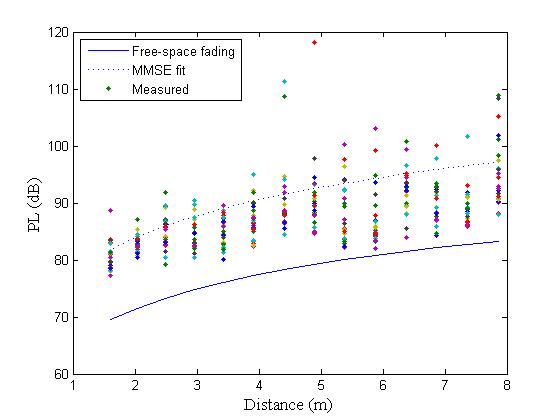 120
110
100
90
80
70
60
PL (dB)
Free-space fading
MMSE fit
Measured
1 2 3 4 5 6 7 8
Distance (m)